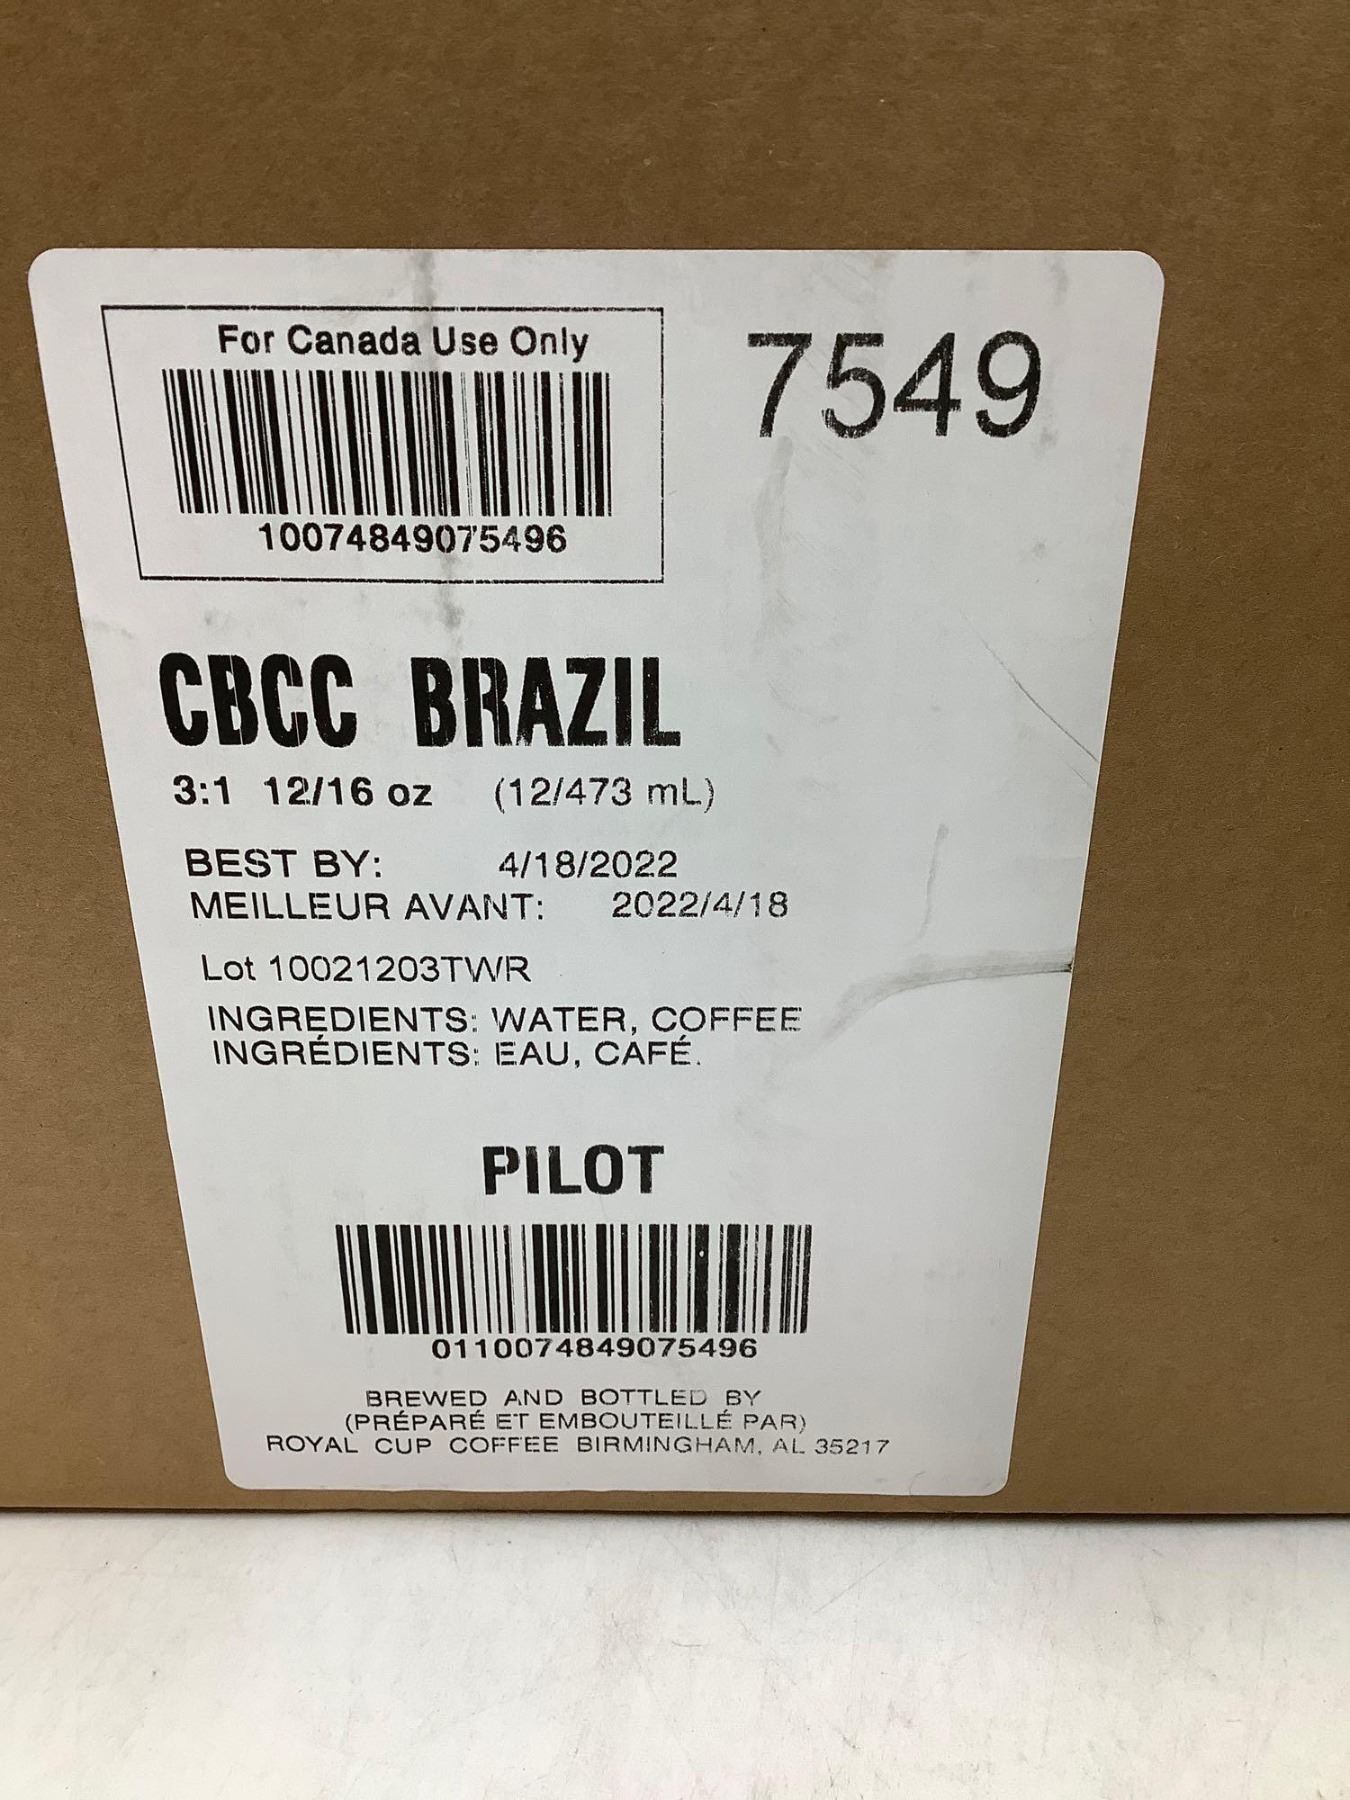 For Canada Use Only
7549
10074849075496
CBCC BRAZIL
3:1 12/16 oz (12/473 mL)
BEST BY: 4/18/2022
MEILLEUR AVANT: 2022/4/18
Lot 10021203TWR
INGREDIENTS: WATER, COFFEE
INGRÉDIENTS: EAU, CAFÉ.
PILOT
0110074849075496
BREWED AND BOTTLED BY
(PRÉPARÉ ET EMBOUTEILLÉ PAR)
ROYAL CUP COFFEE BIRMINGHAM, AL 35217